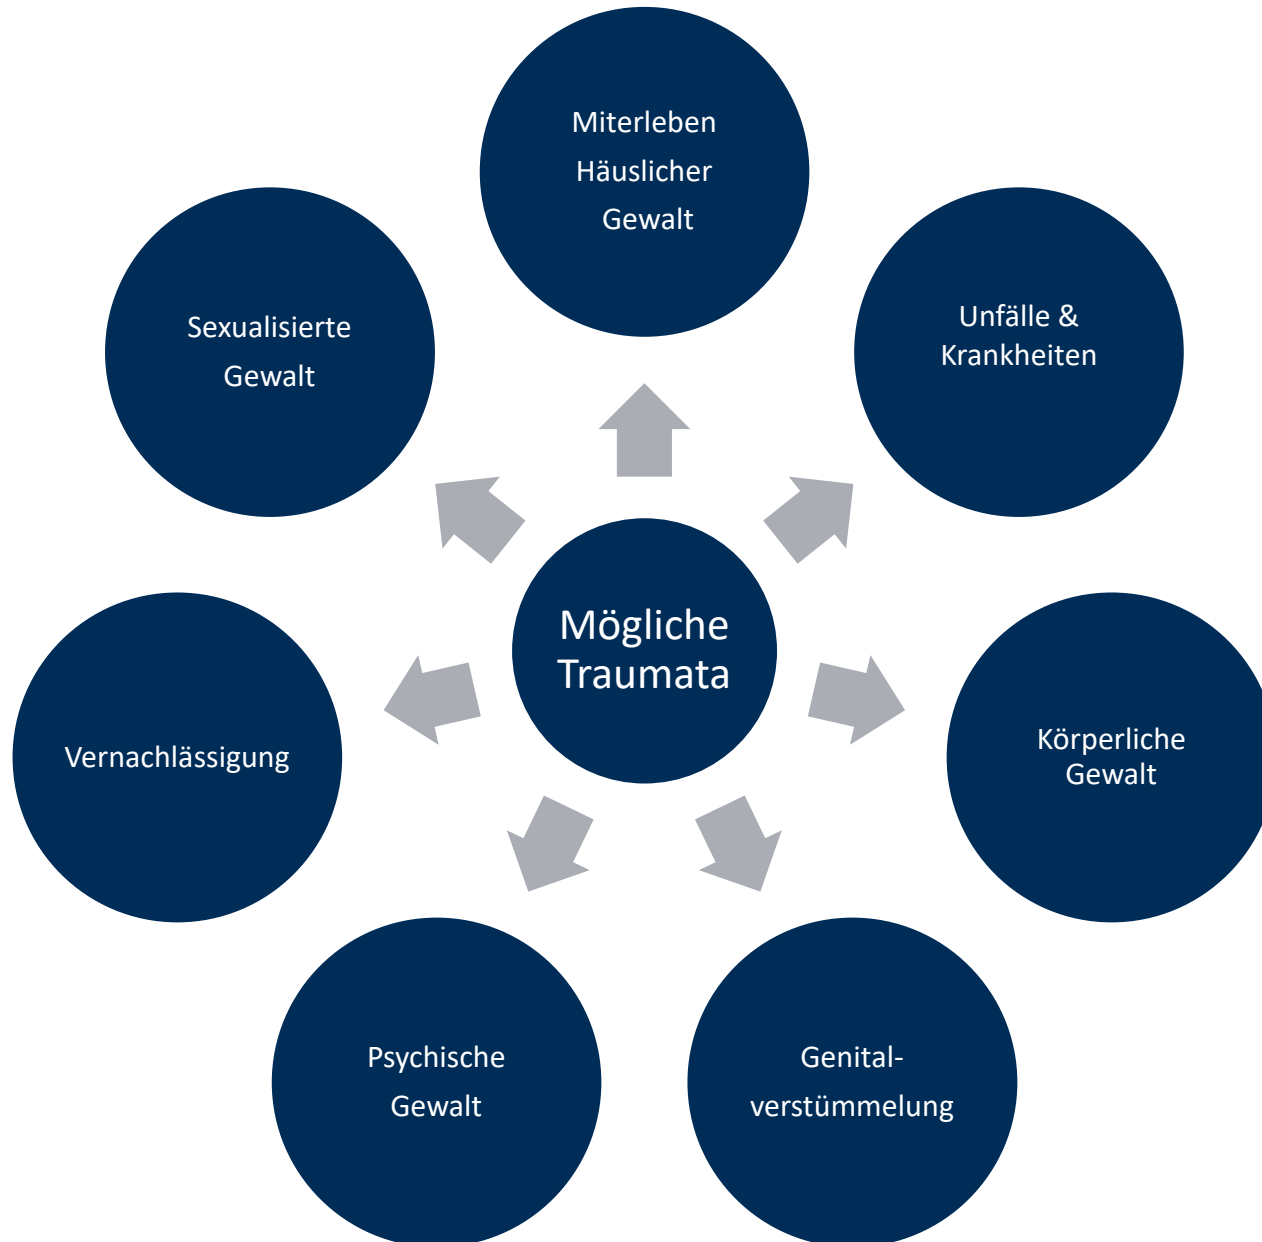 Miterleben
Häuslicher
Gewalt
Unfälle &
Krankheiten
Körperliche
Gewalt
Genital-
verstümmelung
Psychische
Gewalt
Vernachlässigung
Sexualisierte
Gewalt
Mögliche
Traumata